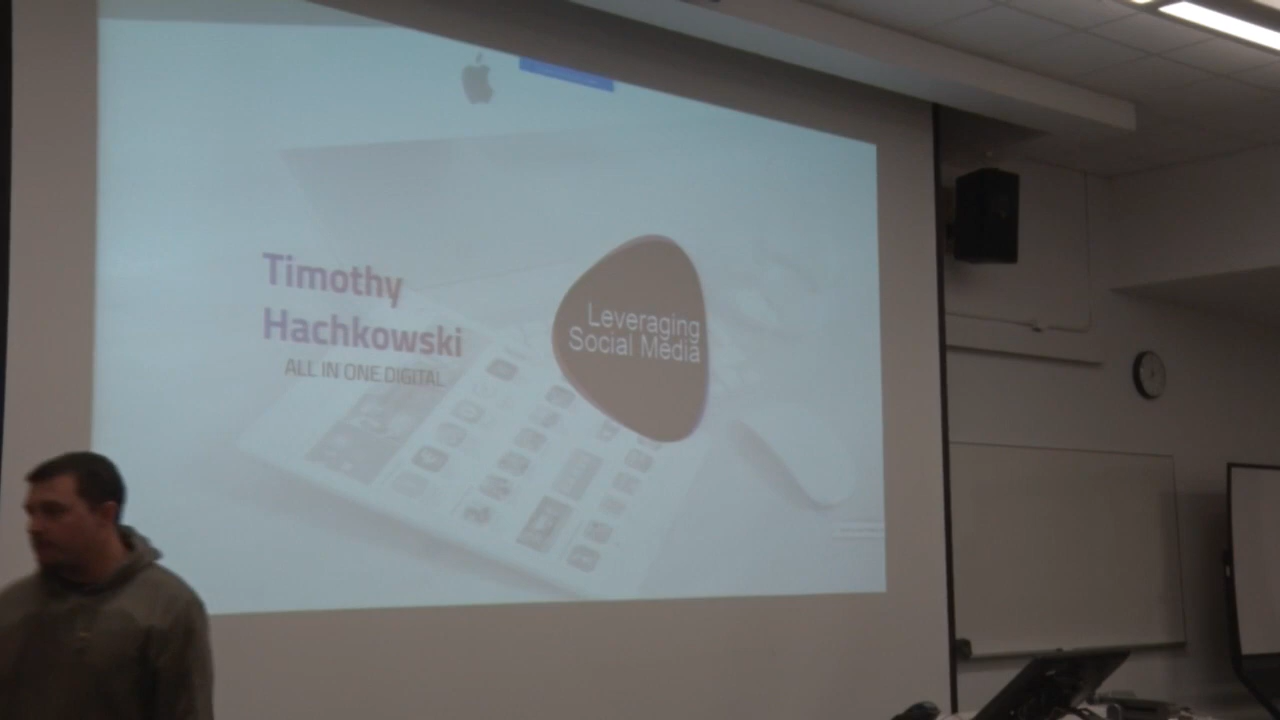 Timothy
Hachkowski
ALL IN ONE DIGITAL
Leveraging
Social Media